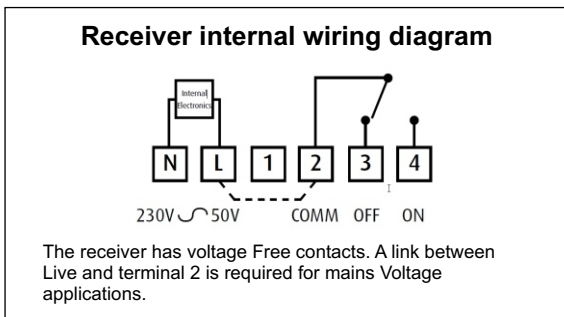 Receiver internal wiring diagram
Internal
Electronics
N L 1 2 3 4
230V 50V COMM OFF ON
The receiver has voltage Free contacts. A link between
Live and terminal 2 is required for mains Voltage
applications.